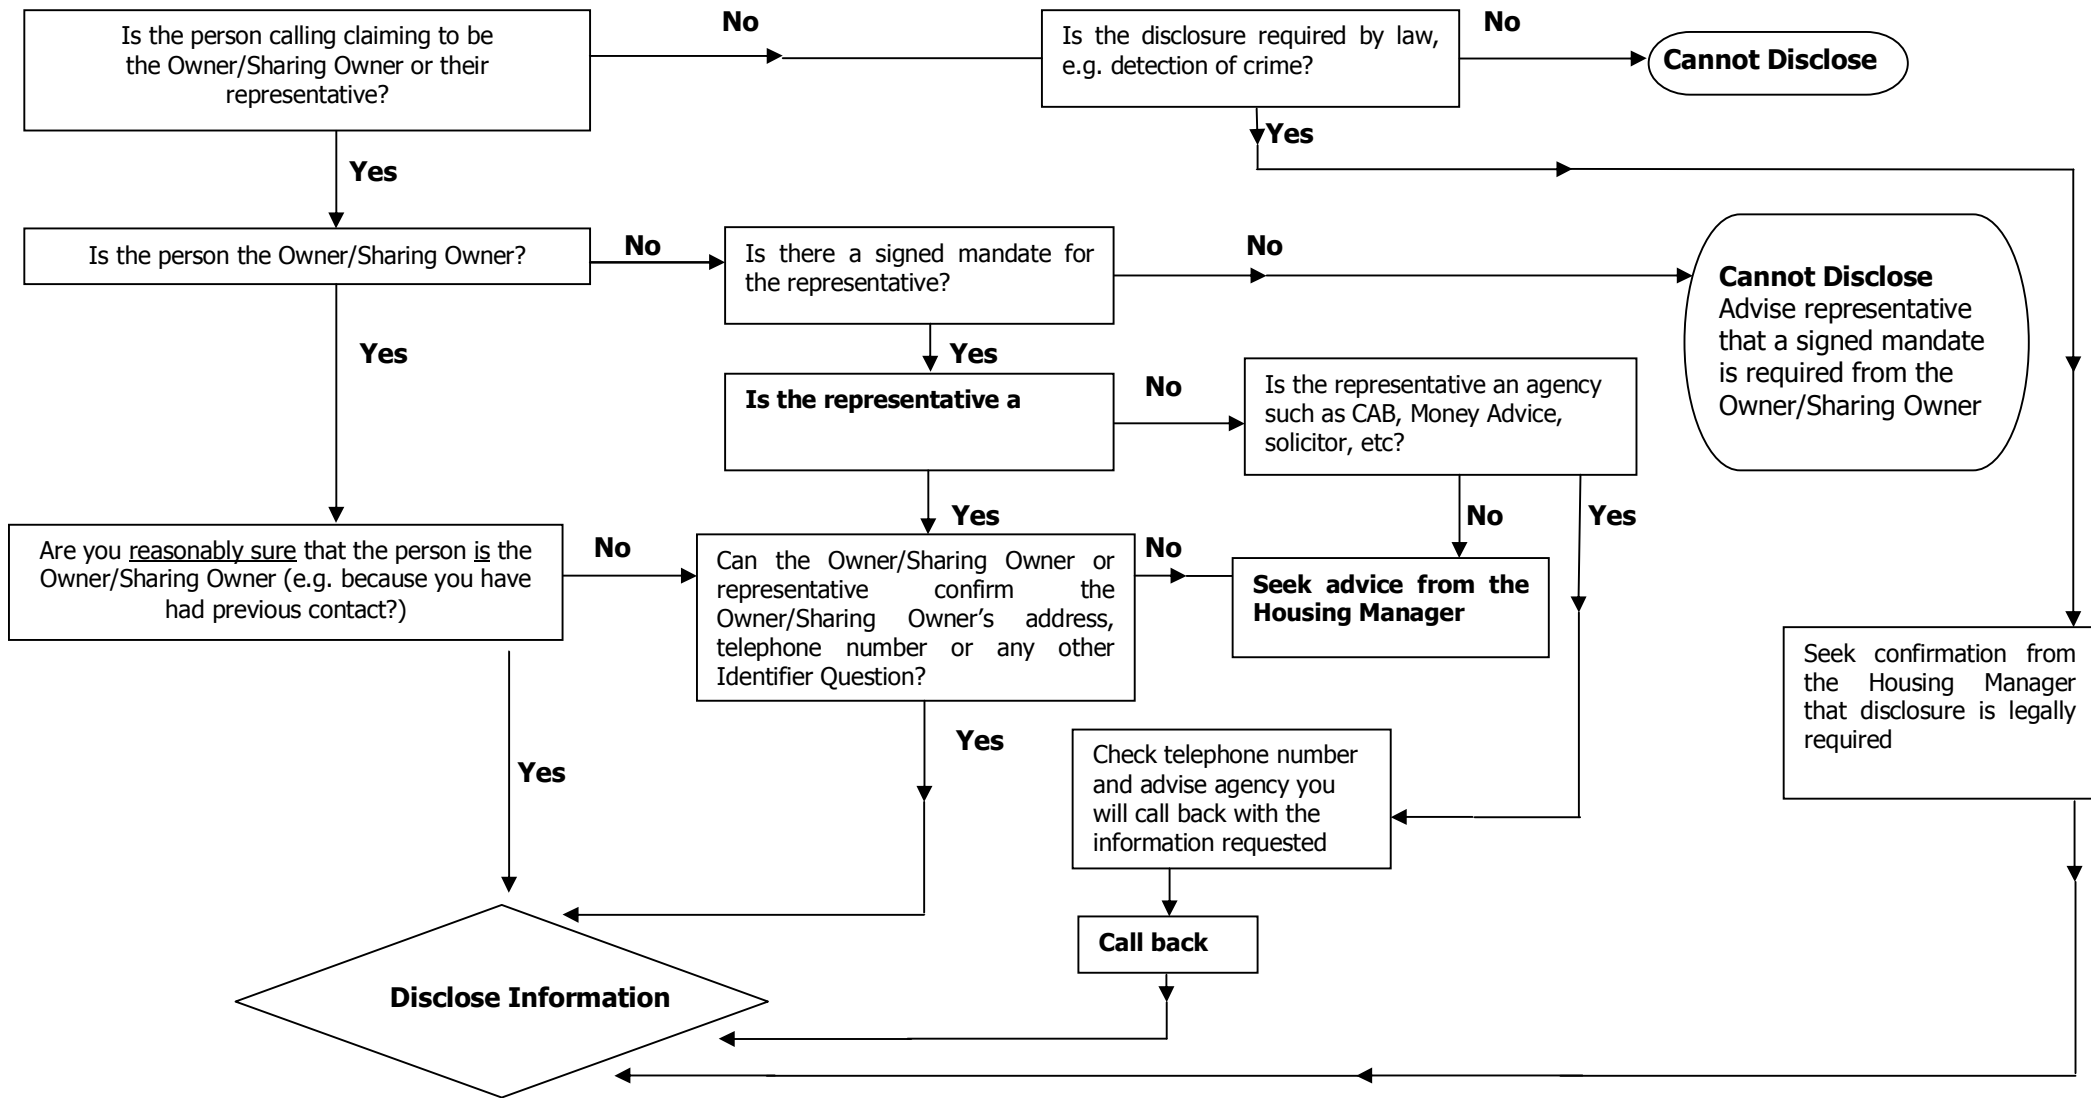 Is the person calling claiming to be
the Owner/Sharing Owner or their
representative?
No
Is the disclosure required by law,
e.g. detection of crime?
No
Cannot Disclose
Yes
Yes
Is the person the Owner/Sharing Owner?
No
Is there a signed mandate for
the representative?
No
Cannot Disclose
Advise representative
that a signed mandate
is required from the
Owner/Sharing Owner
Yes
Yes
Is the representative a
No
Is the representative an agency
such as CAB, Money Advice,
solicitor, etc?
Yes
No
Yes
Are you reasonably sure that the person is the
Owner/Sharing Owner (e.g. because you have
had previous contact?)
No
Can the Owner/Sharing Owner or
representative confirm the
Owner/Sharing Owner’s address,
telephone number or any other
Identifier Question?
No
Seek advice from the
Housing Manager
Seek confirmation from
the Housing Manager
that disclosure is legally
required
Yes
Yes
Check telephone number
and advise agency you
will call back with the
information requested
Call back
Disclose Information